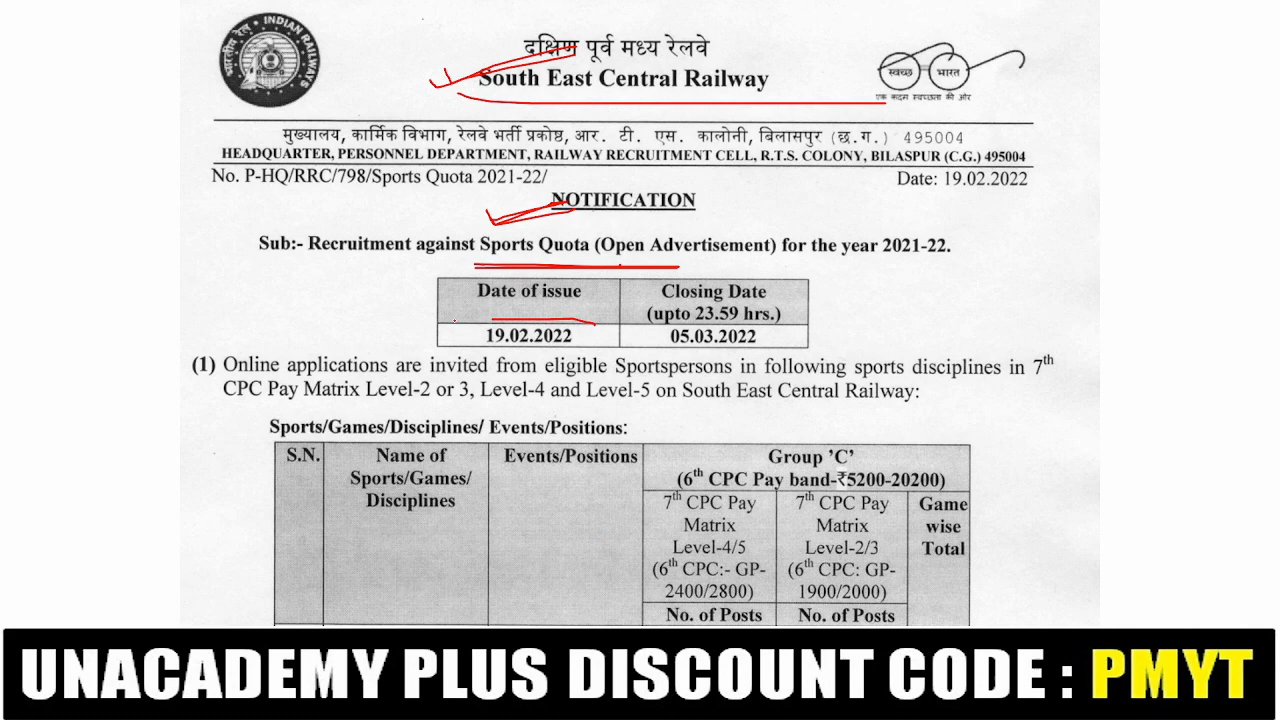 भारतीय रेल INDIAN RAILWAYS
दक्षिण पूर्व मध्य रेलवे
South East Central Railway
स्वच्छ भारत
एक कदम स्वच्छता की ओर
मुख्यालय, कार्मिक विभाग, रेलवे भर्ती प्रकोष्ठ, आर. टी. एस. कालोनी, बिलासपुर (छ.ग.) 495004
HEADQUARTER, PERSONNEL DEPARTMENT, RAILWAY RECRUITMENT CELL, R.T.S. COLONY, BILASPUR (C.G.) 495004
No. P-HQ/RRC/798/Sports Quota 2021-22/ Date: 19.02.2022
NOTIFICATION
Sub:- Recruitment against Sports Quota (Open Advertisement) for the year 2021-22.
Date of issue Closing Date
(upto 23.59 hrs.)
19.02.2022 05.03.2022
(1) Online applications are invited from eligible Sportspersons in following sports disciplines in 7th
CPC Pay Matrix Level-2 or 3, Level-4 and Level-5 on South East Central Railway:
Sports/Games/Disciplines/ Events/Positions:
S.N. Name of Events/Positions Group 'C'
Sports/Games/ (6th CPC Pay band-₹5200-20200)
Disciplines 7th CPC Pay 7th CPC Pay Game
Matrix Matrix wise
Level-4/5 Level-2/3 Total
(6th CPC:- GP- (6th CPC: GP-
2400/2800) 1900/2000)
No. of Posts No. of Posts
UNACADEMY PLUS DISCOUNT CODE : PMYT